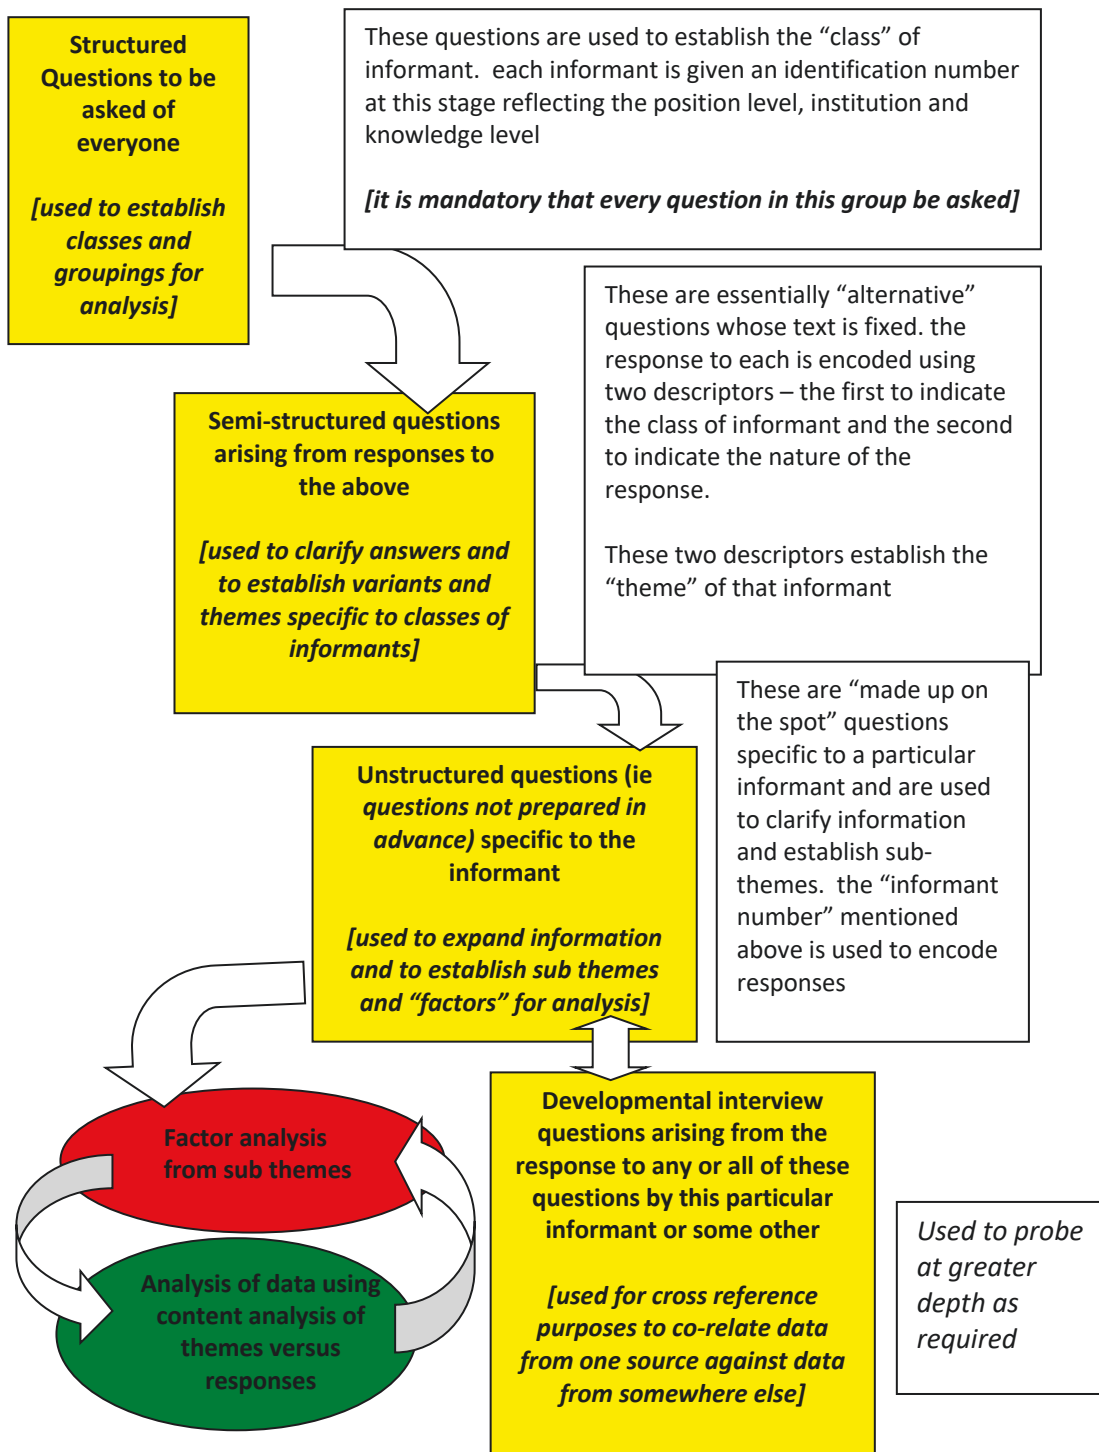 Structured
Questions to be
asked of
everyone
[used to establish
classes and
groupings for
analysis]
These questions are used to establish the “class” of
informant.  each informant is given an identification number
at this stage reflecting the position level, institution and
knowledge level
[it is mandatory that every question in this group be asked]
Semi-structured questions
arising from responses to
the above
[used to clarify answers and
to establish variants and
themes specific to classes of
informants]
These are essentially “alternative”
questions whose text is fixed. the
response to each is encoded using
two descriptors – the first to indicate
the class of informant and the second
to indicate the nature of the
response.
These two descriptors establish the
“theme” of that informant
Unstructured questions (ie
questions not prepared in
advance) specific to the
informant
[used to expand information
and to establish sub themes
and “factors” for analysis]
These are “made up on
the spot” questions
specific to a particular
informant and are used
to clarify information
and establish sub-
themes.  the “informant
number” mentioned
above is used to encode
responses
Factor analysis
from sub themes
Analysis of data using
content analysis of
themes versus
responses
Developmental interview
questions arising from the
response to any or all of these
questions by this particular
informant or some other
[used for cross reference
purposes to co-relate data
from one source against data
from somewhere else]
Used to probe
at greater
depth as
required